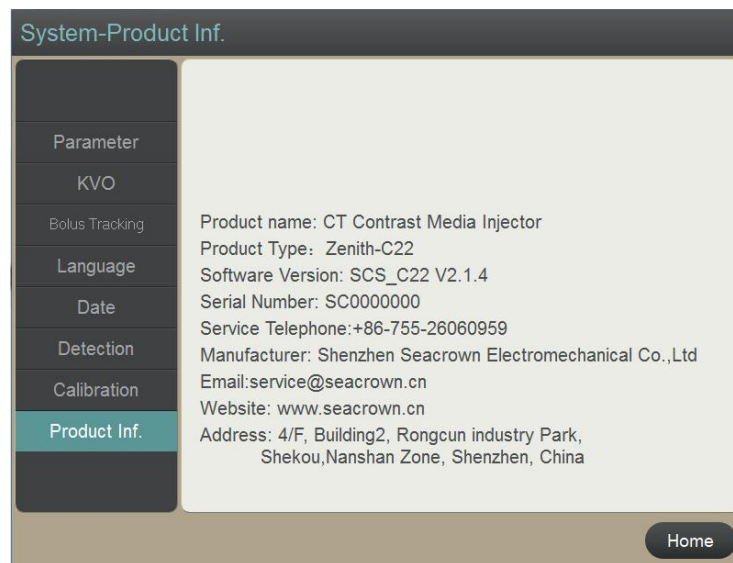 System-Product Inf.
Parameter
KVO
Bolus Tracking
Language
Date
Detection
Calibration
Product Inf.
Product name: CT Contrast Media Injector
Product Type：Zenith-C22
Software Version: SCS_C22 V2.1.4
Serial Number: SC0000000
Service Telephone:+86-755-26060959
Manufacturer: Shenzhen Seacrown Electromechanical Co.,Ltd
Email:service@seacrown.cn
Website: www.seacrown.cn
Address: 4/F, Building2, Rongcun industry Park,
Shekou,Nanshan Zone, Shenzhen, China
Home